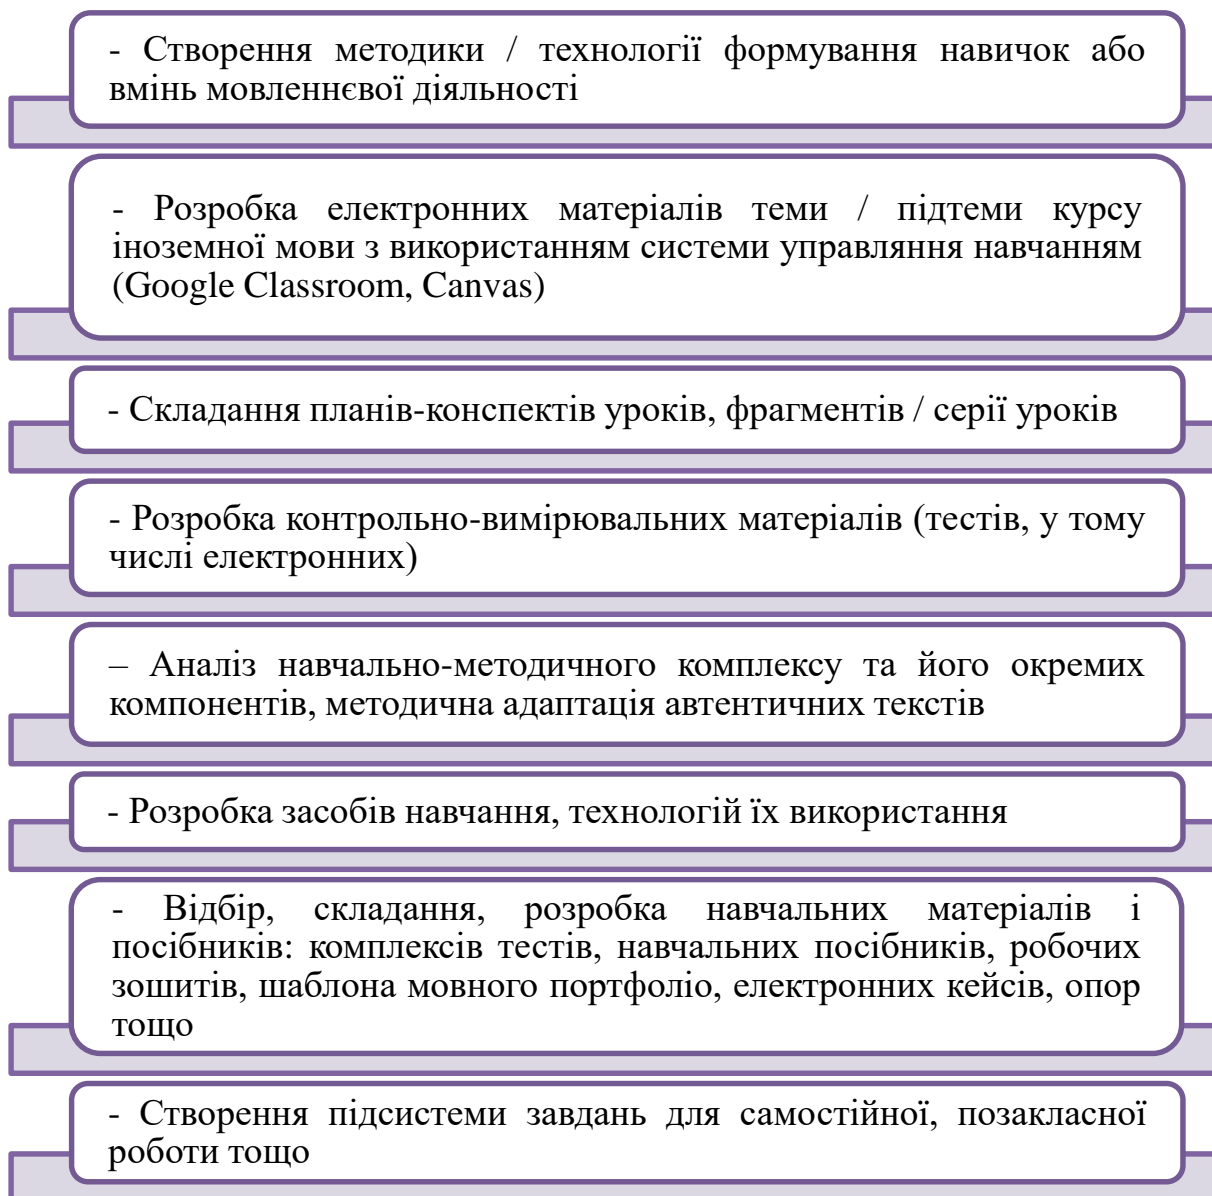 - Створення методики / технології формування навичок або
вмінь мовленнєвої діяльності
- Розробка електронних матеріалів теми / підтеми курсу
іноземної мови з використанням системи управління навчанням
(Google Classroom, Canvas)
- Складання планів-конспектів уроків, фрагментів / серії уроків
- Розробка контрольно-вимірювальних матеріалів (тестів, у тому
числі електронних)
– Аналіз навчально-методичного комплексу та його окремих
компонентів, методична адаптація автентичних текстів
- Розробка засобів навчання, технологій їх використання
- Відбір, складання, розробка навчальних матеріалів і
посібників: комплексів тестів, навчальних посібників, робочих
зошитів, шаблона мовного портфоліо, електронних кейсів, опор
тощо
- Створення підсистеми завдань для самостійної, позакласної
роботи тощо